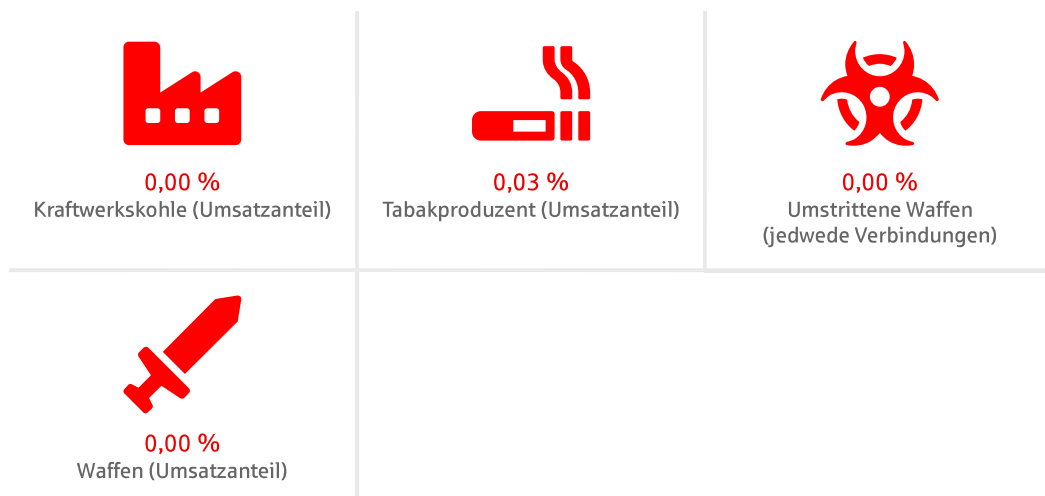 0,00 %
Kraftwerkskohle (Umsatzanteil)
0,03 %
Tabakproduzent (Umsatzanteil)
0,00 %
Umstrittene Waffen
(jedwede Verbindungen)
0,00 %
Waffen (Umsatzanteil)